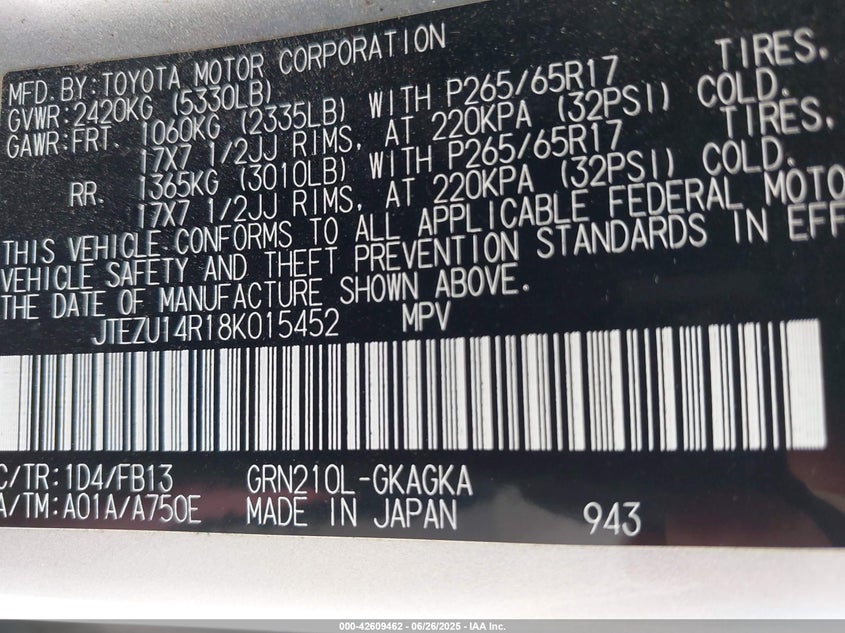 MFD. BY: TOYOTA MOTOR CORPORATION
GVWR: 2420KG (5330LB)
GAWR: FRT. 1060KG (2335LB) WITH P265/65R17 TIRES,
17X7 1/2JJ RIMS, AT 220KPA (32PSI) COLD.
RR. 1365KG (3010LB) WITH P265/65R17 TIRES,
17X7 1/2JJ RIMS, AT 220KPA (32PSI) COLD.
THIS VEHICLE CONFORMS TO ALL APPLICABLE FEDERAL MOTO
VEHICLE SAFETY AND THEFT PREVENTION STANDARDS IN EFF
THE DATE OF MANUFACTURE SHOWN ABOVE.
JTEZU14R18K015452 MPV
C/TR: 1D4/FB13 GRN210L-GKAGKA
A/TM: A01A/A750E MADE IN JAPAN 943
000-42609462 - 06/26/2025 - IAA Inc.